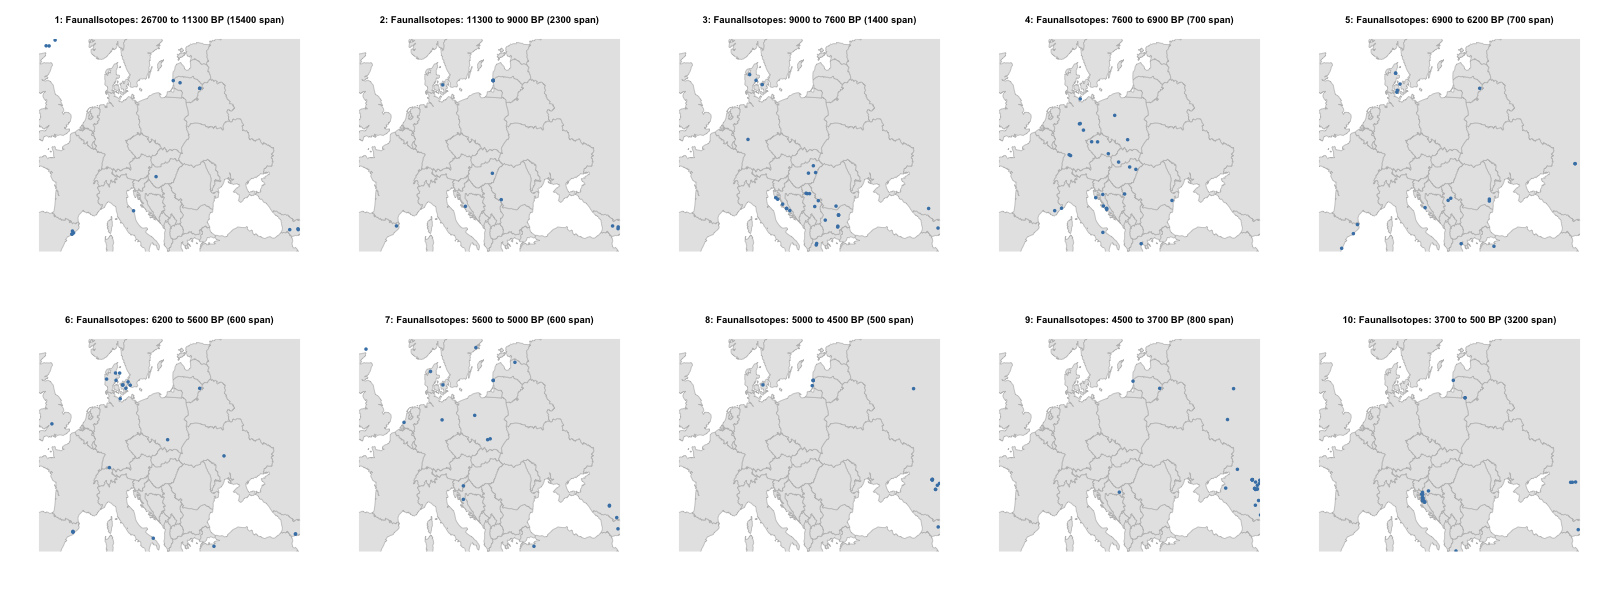 1: FaunalIsotopes: 26700 to 11300 BP (15400 span)
2: FaunalIsotopes: 11300 to 9000 BP (2300 span)
3: FaunalIsotopes: 9000 to 7600 BP (1400 span)
4: FaunalIsotopes: 7600 to 6900 BP (700 span)
5: FaunalIsotopes: 6900 to 6200 BP (700 span)
6: FaunalIsotopes: 6200 to 5600 BP (600 span)
7: FaunalIsotopes: 5600 to 5000 BP (600 span)
8: FaunalIsotopes: 5000 to 4500 BP (500 span)
9: FaunalIsotopes: 4500 to 3700 BP (800 span)
10: FaunalIsotopes: 3700 to 500 BP (3200 span)